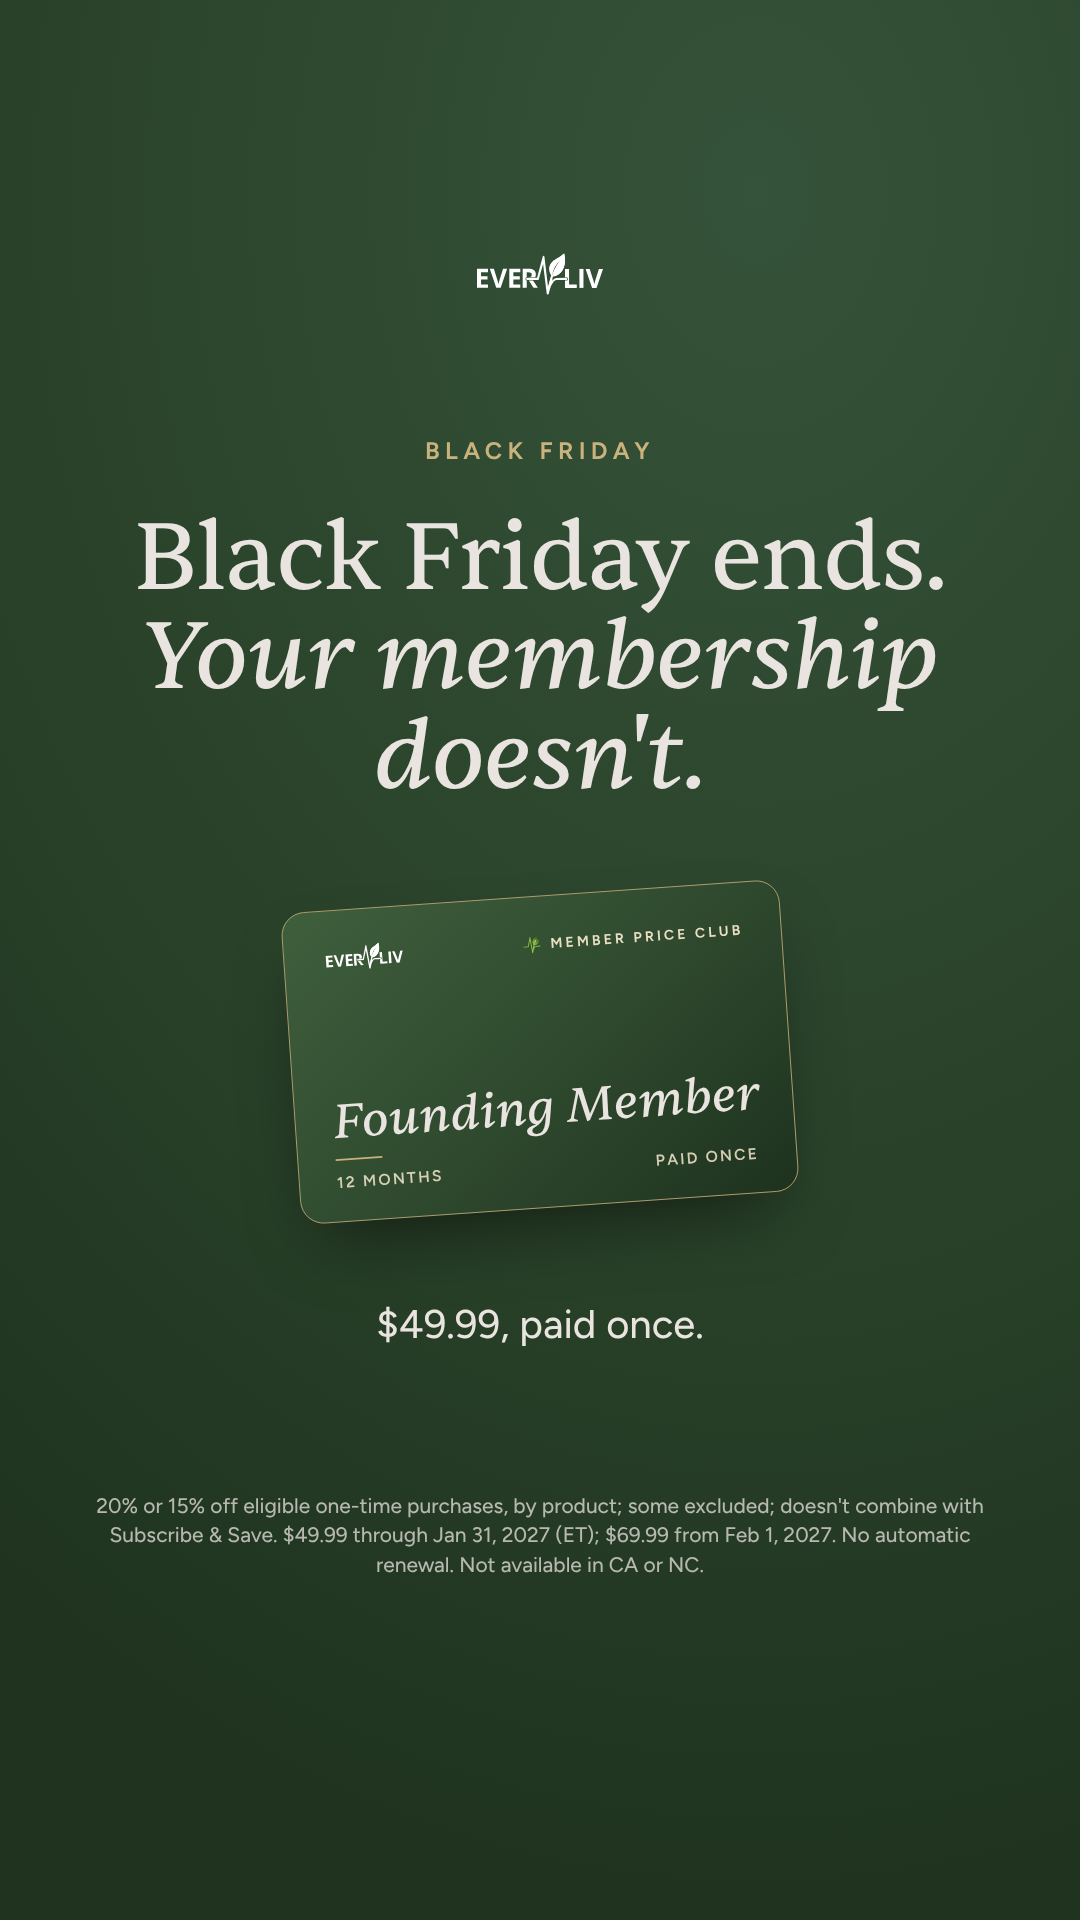 EVERLIV
BLACK FRIDAY
Black Friday ends.
Your membership
doesn't.
EVERLIV
MEMBER PRICE CLUB
Founding Member
12 MONTHS
PAID ONCE
$49.99, paid once.
20% or 15% off eligible one-time purchases, by product; some excluded; doesn't combine with
Subscribe & Save. $49.99 through Jan 31, 2027 (ET); $69.99 from Feb 1, 2027. No automatic
renewal. Not available in CA or NC.